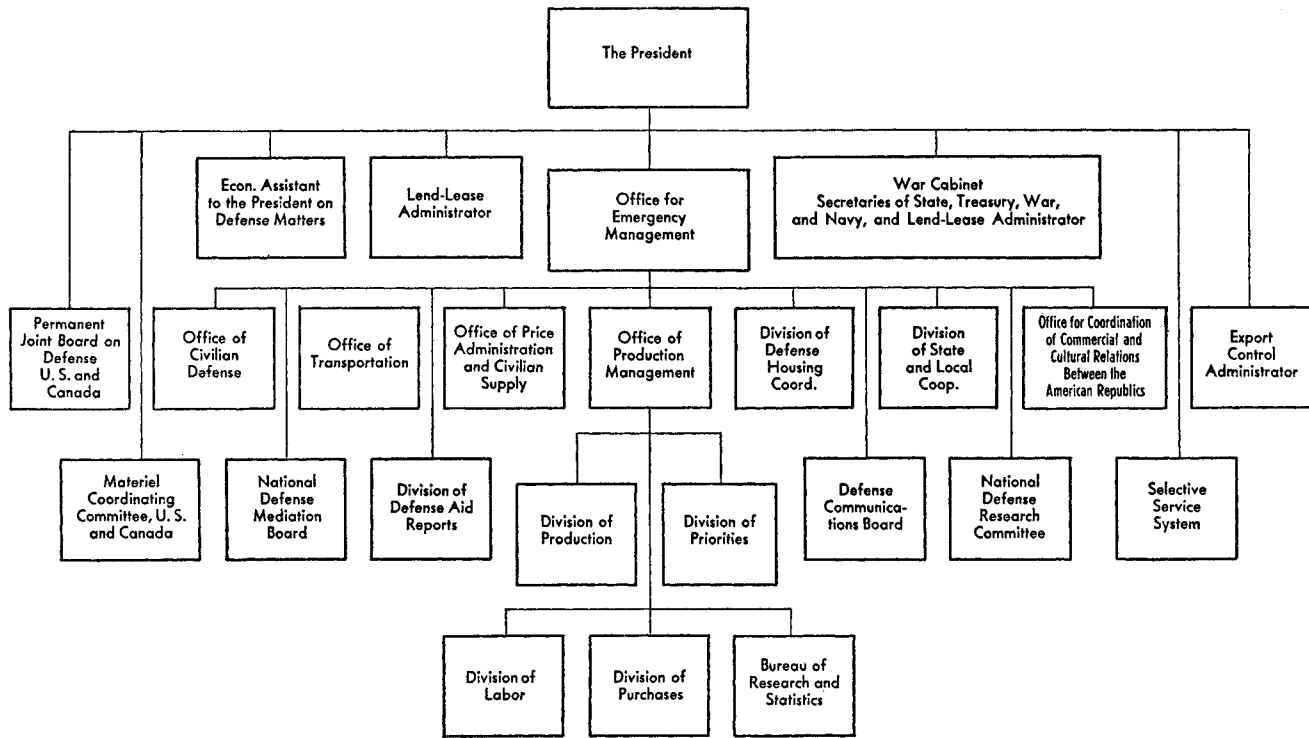 The President
Econ. Assistant
to the President on
Defense Matters
Lend-Lease
Administrator
Office for
Emergency
Management
War Cabinet
Secretaries of State, Treasury, War,
and Navy, and Lend-Lease Administrator
Permanent
Joint Board on
Defense
U. S. and
Canada
Office of
Civilian
Defense
Office of
Transportation
Office of Price
Administration
and Civilian
Supply
Office of
Production
Management
Division of
Defense
Housing
Coord.
Division
of State
and Local
Coop.
Office for Coordination
of Commercial and
Cultural Relations
Between the
American Republics
Export
Control
Administrator
Materiel
Coordinating
Committee, U. S.
and Canada
National
Defense
Mediation
Board
Division of
Defense Aid
Reports
Division of
Production
Division of
Priorities
Defense
Communica-
tions Board
National
Defense
Research
Committee
Selective
Service
System
Division of
Labor
Division of
Purchases
Bureau of
Research and
Statistics